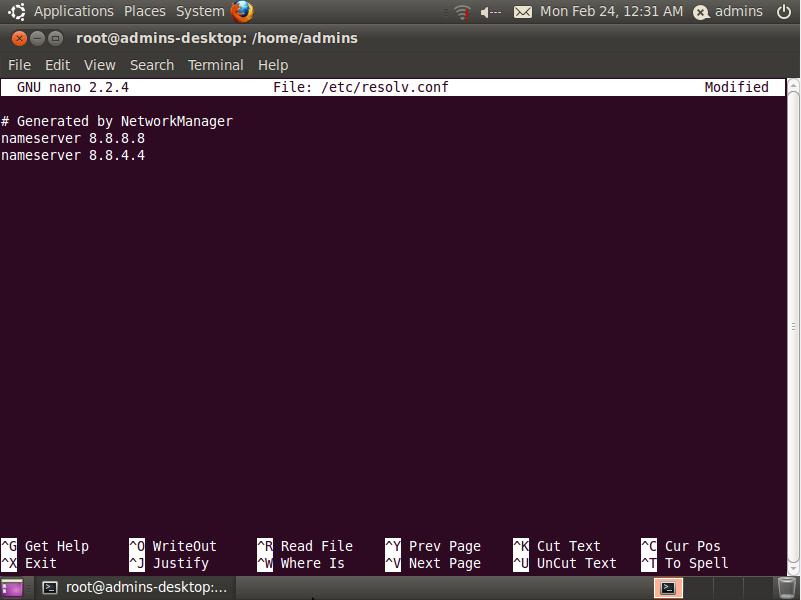 Applications Places System Mon Feb 24, 12:31 AM admins
root@admins-desktop: /home/admins
File Edit View Search Terminal Help
GNU nano 2.2.4 File: /etc/resolv.conf Modified
# Generated by NetworkManager
nameserver 8.8.8.8
nameserver 8.8.4.4
^G Get Help ^O WriteOut ^R Read File ^Y Prev Page ^K Cut Text ^C Cur Pos
^X Exit ^J Justify ^W Where Is ^V Next Page ^U UnCut Text ^T To Spell
root@admins-desktop:...